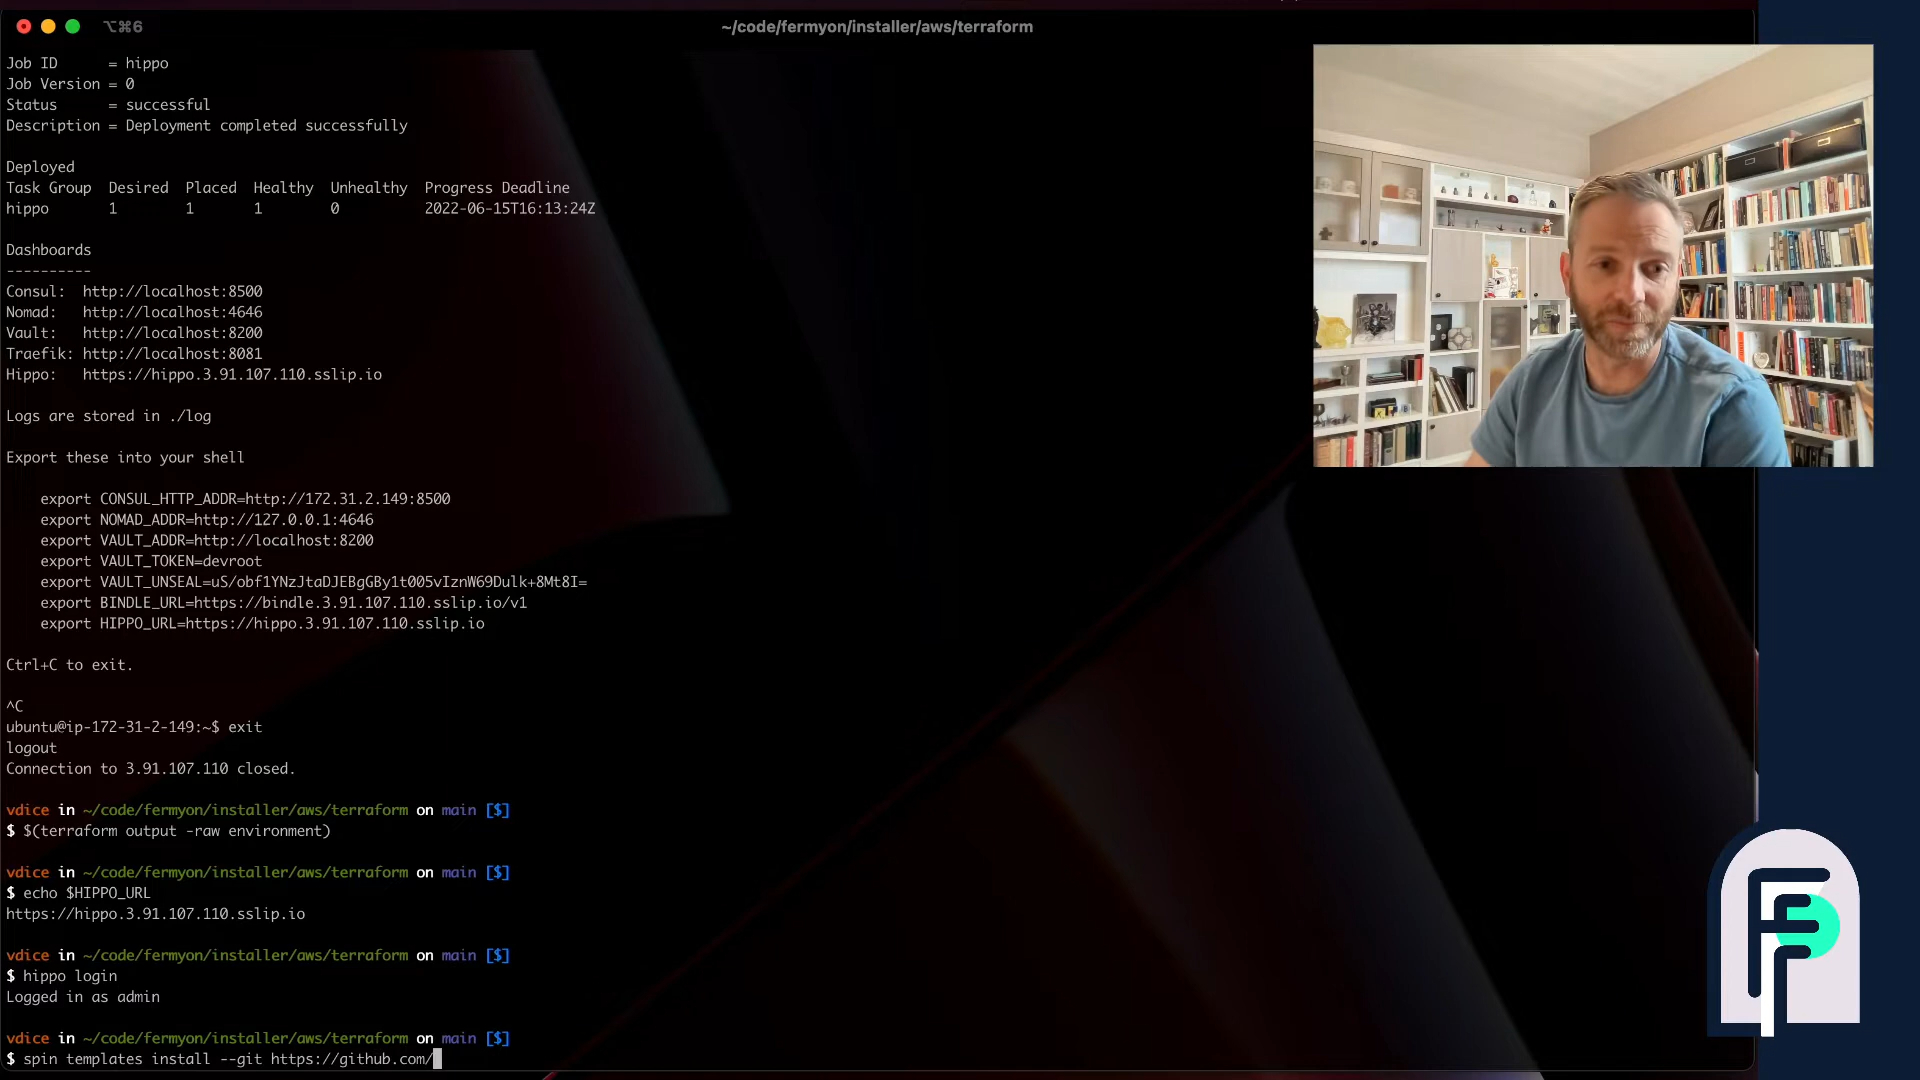 ⌥⌘6
~/code/fermyon/installer/aws/terraform
Job ID      = hippo
Job Version = 0
Status      = successful
Description = Deployment completed successfully
Deployed
Task Group  Desired  Placed  Healthy  Unhealthy  Progress Deadline
hippo       1        1       1        0          2022-06-15T16:13:24Z
Dashboards
----------
Consul:  http://localhost:8500
Nomad:   http://localhost:4646
Vault:   http://localhost:8200
Traefik: http://localhost:8081
Hippo:   https://hippo.3.91.107.110.sslip.io
Logs are stored in ./log
Export these into your shell
export CONSUL_HTTP_ADDR=http://172.31.2.149:8500
export NOMAD_ADDR=http://127.0.0.1:4646
export VAULT_ADDR=http://localhost:8200
export VAULT_TOKEN=devroot
export VAULT_UNSEAL=uS/obf1YNzJtaDJEBgGBy1t005vIznW69Dulk+8Mt8I=
export BINDLE_URL=https://bindle.3.91.107.110.sslip.io/v1
export HIPPO_URL=https://hippo.3.91.107.110.sslip.io
Ctrl+C to exit.
^C
ubuntu@ip-172-31-2-149:~$ exit
logout
Connection to 3.91.107.110 closed.
vdice in ~/code/fermyon/installer/aws/terraform on main [$]
$ $(terraform output -raw environment)
vdice in ~/code/fermyon/installer/aws/terraform on main [$]
$ echo $HIPPO_URL
https://hippo.3.91.107.110.sslip.io
vdice in ~/code/fermyon/installer/aws/terraform on main [$]
$ hippo login
Logged in as admin
vdice in ~/code/fermyon/installer/aws/terraform on main [$]
$ spin templates install --git https://github.com/